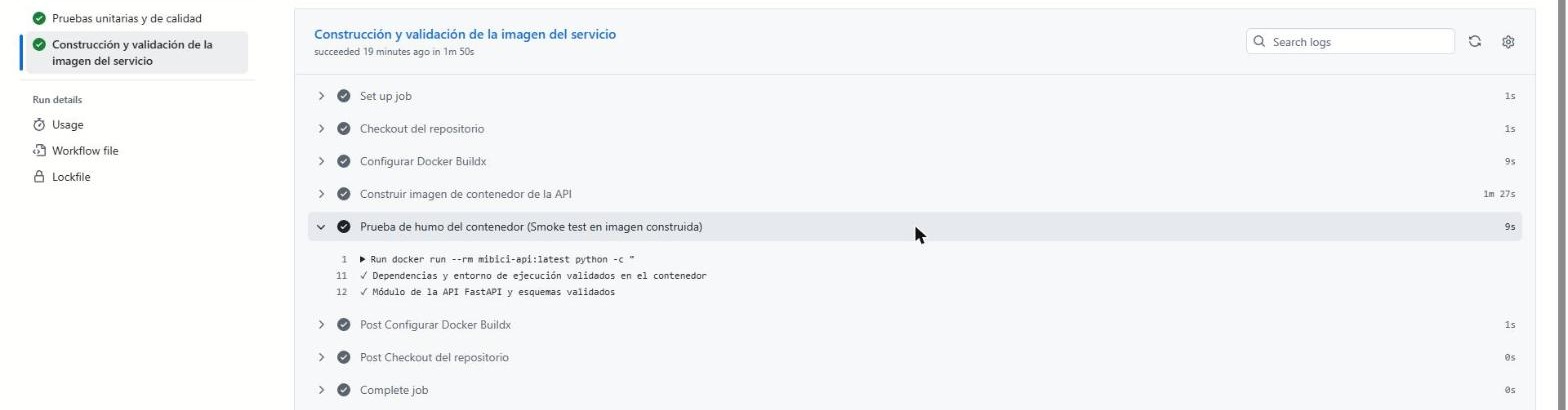 Pruebas unitarias y de calidad
Construcción y validación de la
imagen del servicio
Run details
Usage
Workflow file
Lockfile
Construcción y validación de la imagen del servicio
succeeded 19 minutes ago in 1m 50s
Search logs
Set up job 1s
Checkout del repositorio 1s
Configurar Docker Buildx 9s
Construir imagen de contenedor de la API 1m 27s
Prueba de humo del contenedor (Smoke test en imagen construida) 9s
1 ▶ Run docker run --rm mibici-api:latest python -c "
11 ✓ Dependencias y entorno de ejecución validados en el contenedor
12 ✓ Módulo de la API FastAPI y esquemas validados
Post Configurar Docker Buildx 1s
Post Checkout del repositorio 0s
Complete job 0s